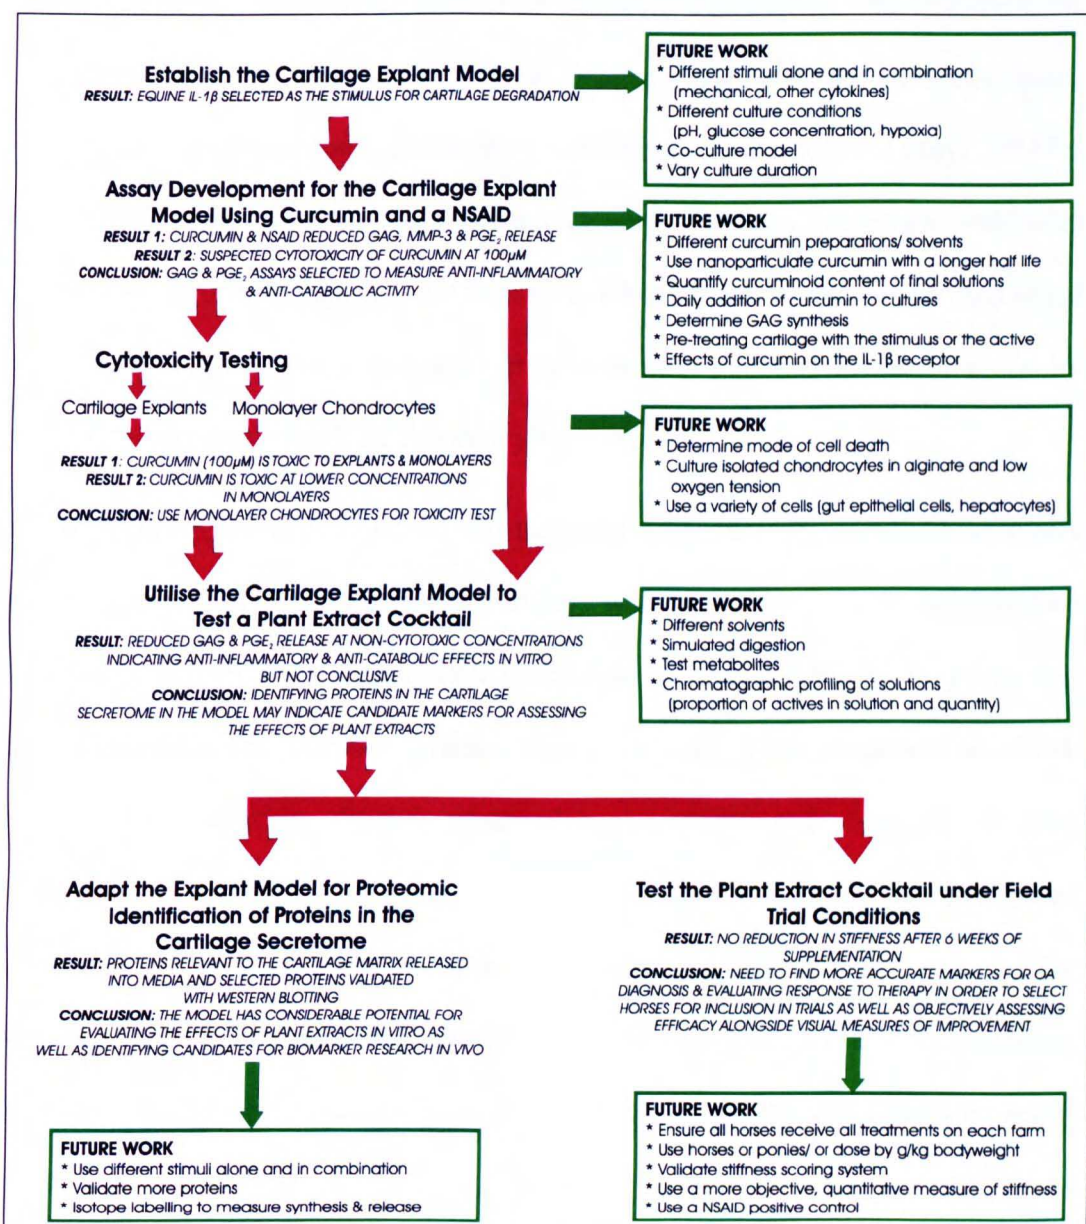 Establish the Cartilage Explant Model
RESULT: EQUINE IL-1β SELECTED AS THE STIMULUS FOR CARTILAGE DEGRADATION
FUTURE WORK
* Different stimuli alone and in combination
(mechanical, other cytokines)
* Different culture conditions
(pH, glucose concentration, hypoxia)
* Co-culture model
* Vary culture duration
Assay Development for the Cartilage Explant
Model Using Curcumin and a NSAID
RESULT 1: CURCUMIN & NSAID REDUCED GAG, MMP-3 & PGE₂ RELEASE
RESULT 2: SUSPECTED CYTOTOXICITY OF CURCUMIN AT 100µM
CONCLUSION: GAG & PGE₂ ASSAYS SELECTED TO MEASURE ANTI-INFLAMMATORY
& ANTI-CATABOLIC ACTIVITY
FUTURE WORK
* Different curcumin preparations/ solvents
* Use nanoparticulate curcumin with a longer half life
* Quantify curcuminoid content of final solutions
* Daily addition of curcumin to cultures
* Determine GAG synthesis
* Pre-treating cartilage with the stimulus or the active
* Effects of curcumin on the IL-1β receptor
Cytotoxicity Testing
Cartilage Explants Monolayer Chondrocytes
RESULT 1: CURCUMIN (100µM) IS TOXIC TO EXPLANTS & MONOLAYERS
RESULT 2: CURCUMIN IS TOXIC AT LOWER CONCENTRATIONS
IN MONOLAYERS
CONCLUSION: USE MONOLAYER CHONDROCYTES FOR TOXICITY TEST
FUTURE WORK
* Determine mode of cell death
* Culture isolated chondrocytes in alginate and low
oxygen tension
* Use a variety of cells (gut epithelial cells, hepatocytes)
Utilise the Cartilage Explant Model to
Test a Plant Extract Cocktail
RESULT: REDUCED GAG & PGE₂ RELEASE AT NON-CYTOTOXIC CONCENTRATIONS
INDICATING ANTI-INFLAMMATORY & ANTI-CATABOLIC EFFECTS IN VITRO
BUT NOT CONCLUSIVE
CONCLUSION: IDENTIFYING PROTEINS IN THE CARTILAGE
SECRETOME IN THE MODEL MAY INDICATE CANDIDATE MARKERS FOR ASSESSING
THE EFFECTS OF PLANT EXTRACTS
FUTURE WORK
* Different solvents
* Simulated digestion
* Test metabolites
* Chromatographic profiling of solutions
(proportion of actives in solution and quantity)
Adapt the Explant Model for Proteomic
Identification of Proteins in the
Cartilage Secretome
RESULT: PROTEINS RELEVANT TO THE CARTILAGE MATRIX RELEASED
INTO MEDIA AND SELECTED PROTEINS VALIDATED
WITH WESTERN BLOTTING
CONCLUSION: THE MODEL HAS CONSIDERABLE POTENTIAL FOR
EVALUATING THE EFFECTS OF PLANT EXTRACTS IN VITRO AS
WELL AS IDENTIFYING CANDIDATES FOR BIOMARKER RESEARCH IN VIVO
FUTURE WORK
* Use different stimuli alone and in combination
* Validate more proteins
* Isotope labelling to measure synthesis & release
Test the Plant Extract Cocktail under Field
Trial Conditions
RESULT: NO REDUCTION IN STIFFNESS AFTER 6 WEEKS OF
SUPPLEMENTATION
CONCLUSION: NEED TO FIND MORE ACCURATE MARKERS FOR OA
DIAGNOSIS & EVALUATING RESPONSE TO THERAPY IN ORDER TO SELECT
HORSES FOR INCLUSION IN TRIALS AS WELL AS OBJECTIVELY ASSESSING
EFFICACY ALONGSIDE VISUAL MEASURES OF IMPROVEMENT
FUTURE WORK
* Ensure all horses receive all treatments on each farm
* Use horses or ponies/ or dose by g/kg bodyweight
* Validate stiffness scoring system
* Use a more objective, quantitative measure of stiffness
* Use a NSAID positive control